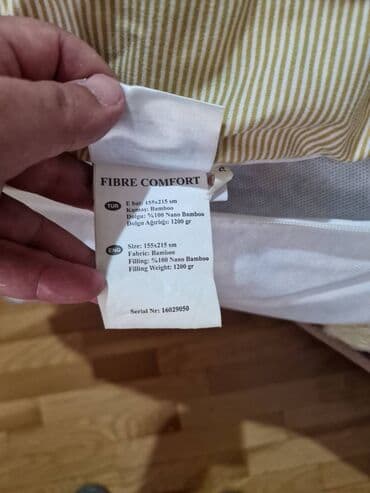 FIBRE COMFORT
TUR
E bat: 155x215 sm
Kumaş: Bamboo
Dolgu: %100 Nano Bamboo
Dolgu Ağırlığı: 1200 gr
ENG
Size: 155x215 sm
Fabric: Bamboo
Filling: %100 Nano Bamboo
Filling Weight: 1200 gr
Serial Nr: 16029050